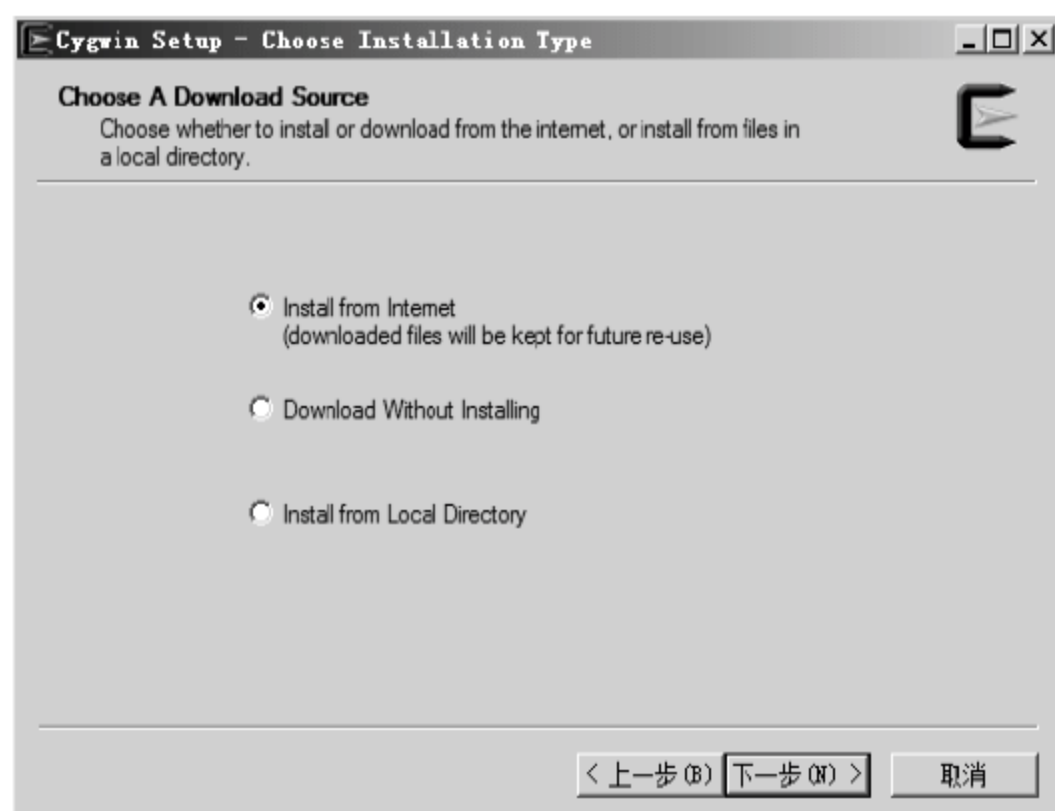 Cygwin Setup - Choose Installation Type
Choose A Download Source
Choose whether to install or download from the internet, or install from files in
a local directory.
Install from Internet
(downloaded files will be kept for future re-use)
Download Without Installing
Install from Local Directory
< 上一步(B) 下一步(N) > 取消